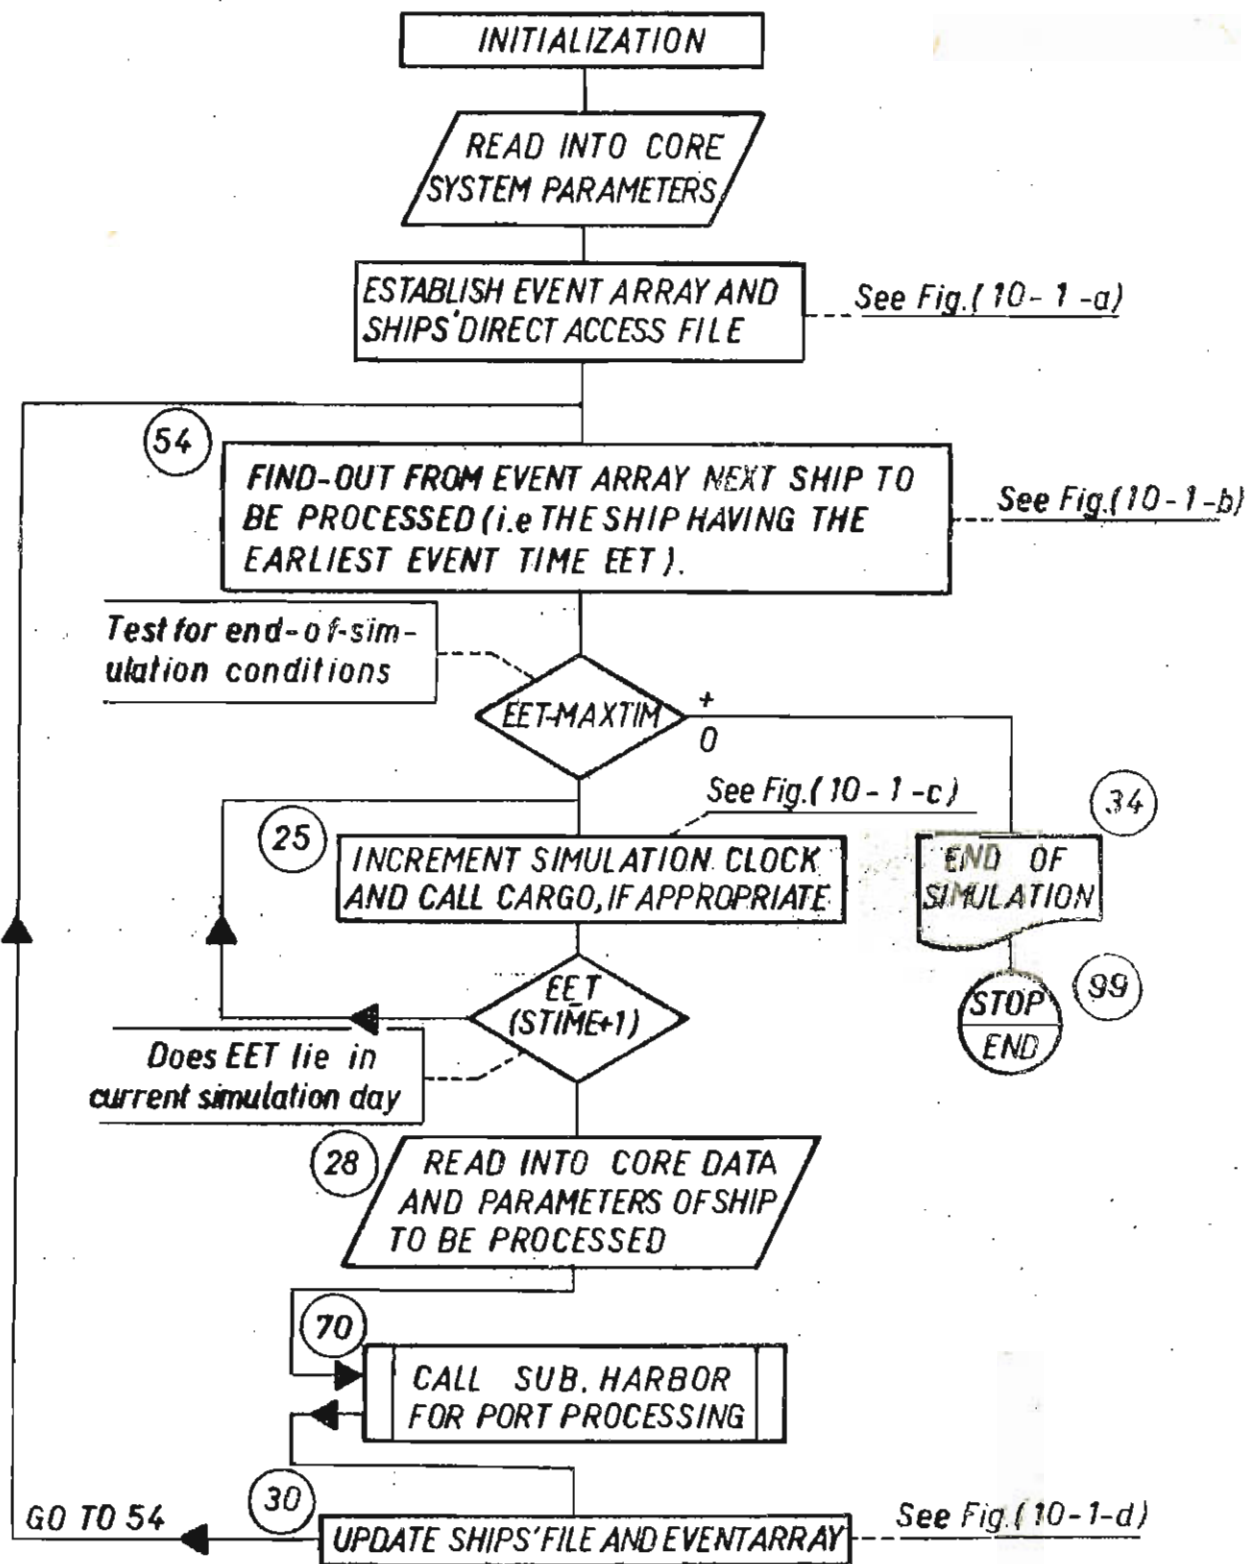 INITIALIZATION
READ INTO CORE
SYSTEM PARAMETERS
ESTABLISH EVENT ARRAY AND
SHIPS' DIRECT ACCESS FILE
See Fig.(10-1-a)
54
FIND-OUT FROM EVENT ARRAY NEXT SHIP TO
BE PROCESSED (i.e THE SHIP HAVING THE
EARLIEST EVENT TIME EET).
See Fig.(10-1-b)
Test for end-of-sim-
ulation conditions
EET-MAXTIM
+
0
See Fig.(10-1-c)
34
25
INCREMENT SIMULATION CLOCK
AND CALL CARGO, IF APPROPRIATE
END OF
SIMULATION
EET
-
(STIME+1)
99
STOP
END
Does EET lie in
current simulation day
28
READ INTO CORE DATA
AND PARAMETERS OF SHIP
TO BE PROCESSED
70
CALL SUB. HARBOR
FOR PORT PROCESSING
30
GO TO 54
UPDATE SHIPS' FILE AND EVENT ARRAY
See Fig.(10-1-d)